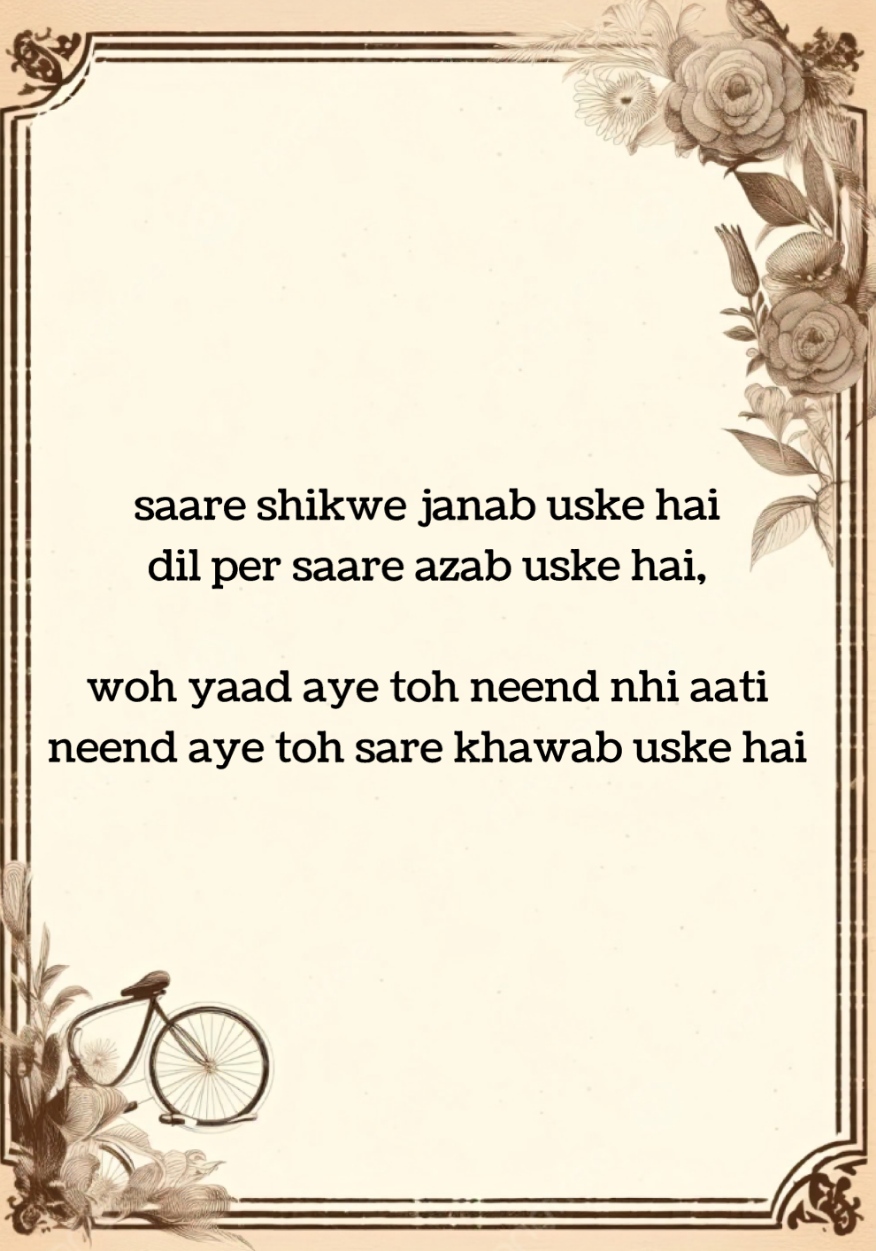 saare shikwe janab uske hai
dil per saare azab uske hai,
woh yaad aye toh neend nhi aati
neend aye toh sare khawab uske hai